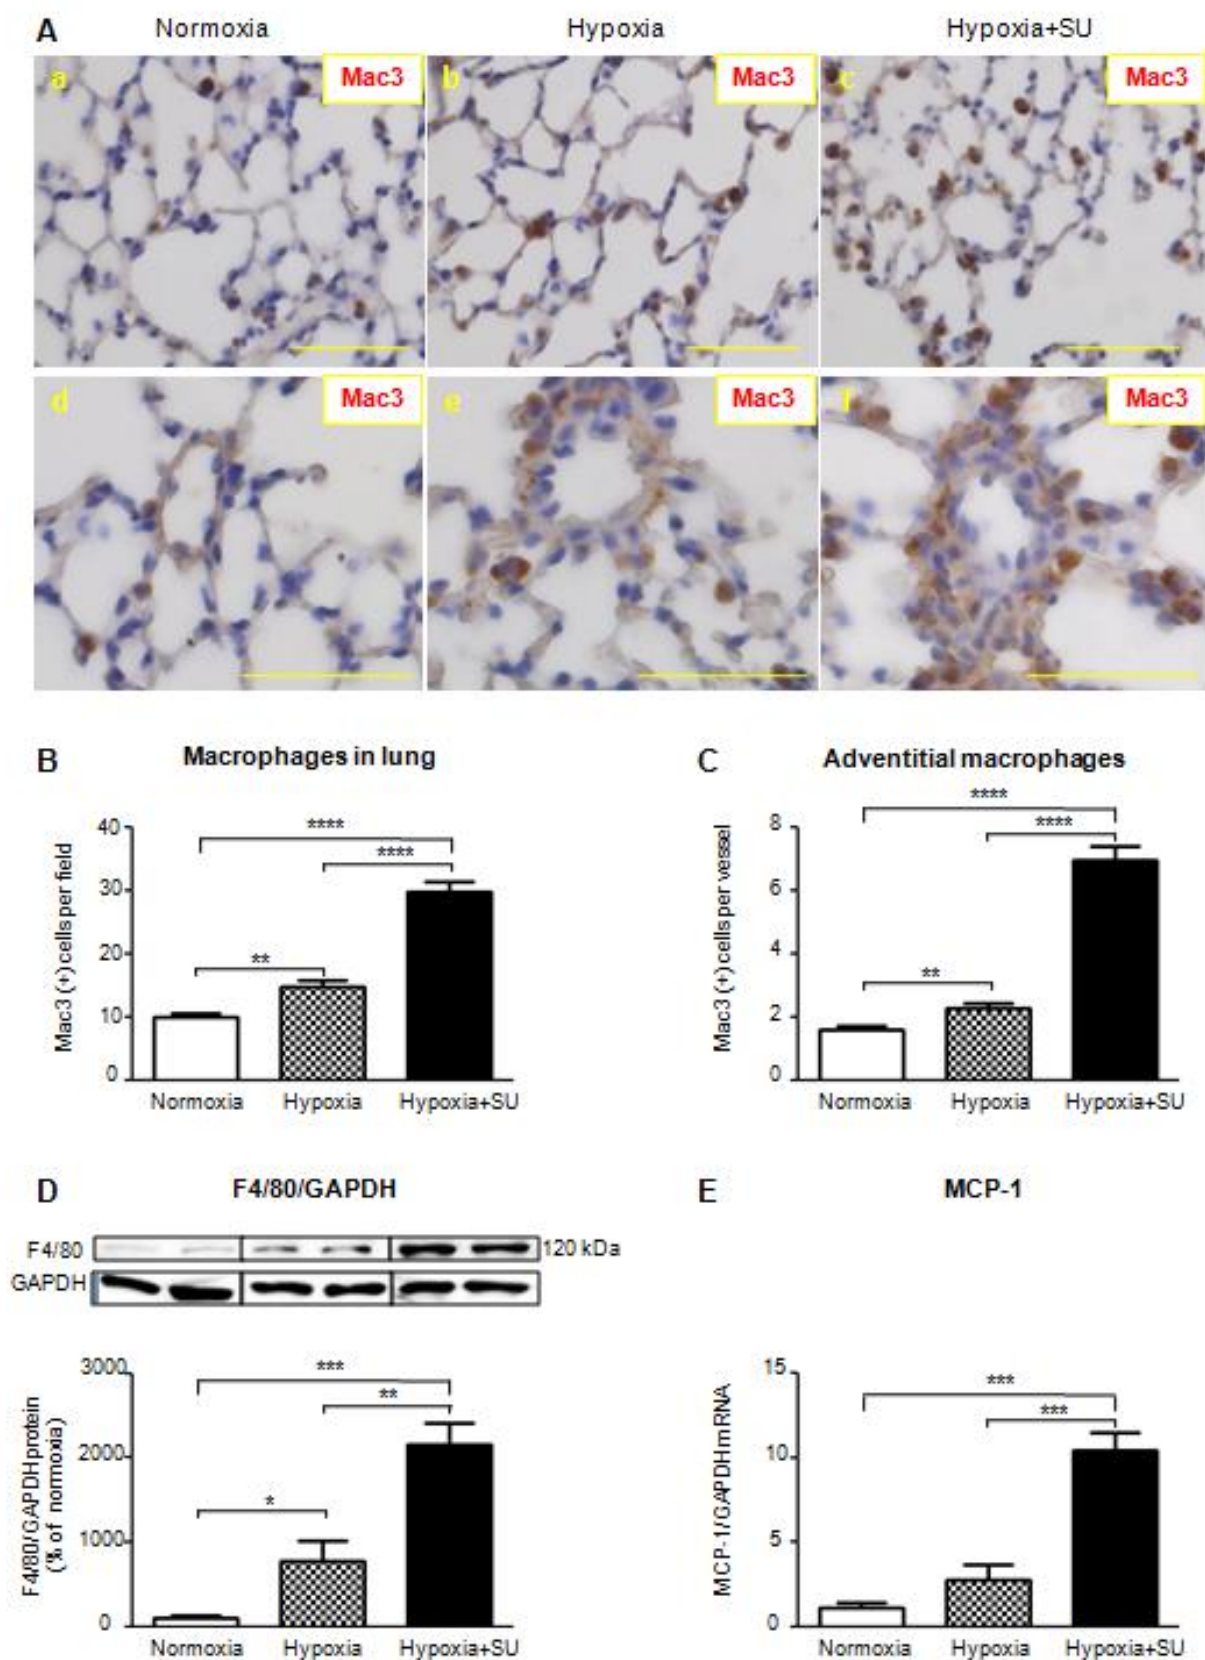 A Normoxia Hypoxia Hypoxia+SU
a Mac3 b Mac3 c Mac3
d Mac3 e Mac3 f Mac3
B Macrophages in lung
Mac3 (+) cells per field
**** 
****
**
40
30
20
10
0
Normoxia Hypoxia Hypoxia+SU
C Adventitial macrophages
Mac3 (+) cells per vessel
****
****
**
8
6
4
2
0
Normoxia Hypoxia Hypoxia+SU
D F4/80/GAPDH
F4/80 120 kDa
GAPDH
F4/80/GAPDH protein
(% of normoxia)
***
**
*
3000
2000
1000
0
Normoxia Hypoxia Hypoxia+SU
E MCP-1
MCP-1/GAPDH mRNA
***
***
15
10
5
0
Normoxia Hypoxia Hypoxia+SU